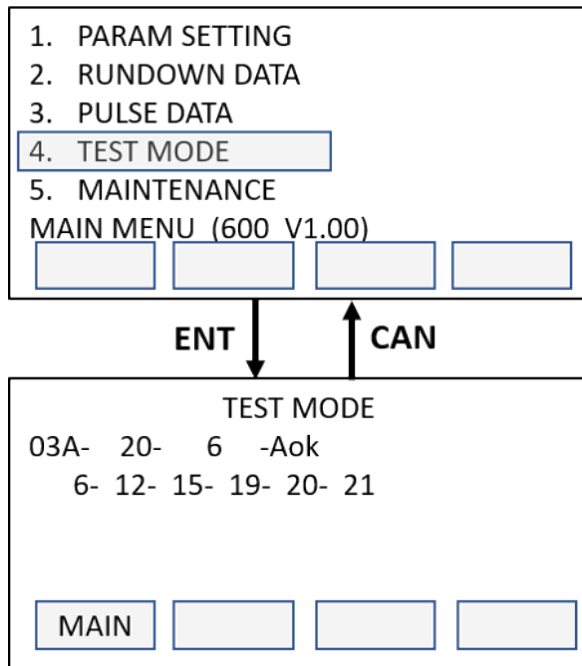 1. PARAM SETTING
2. RUNDOWN DATA
3. PULSE DATA
4. TEST MODE
5. MAINTENANCE
MAIN MENU (600 V1.00)
ENT CAN
TEST MODE
03A- 20- 6 -Aok
6- 12- 15- 19- 20- 21
MAIN